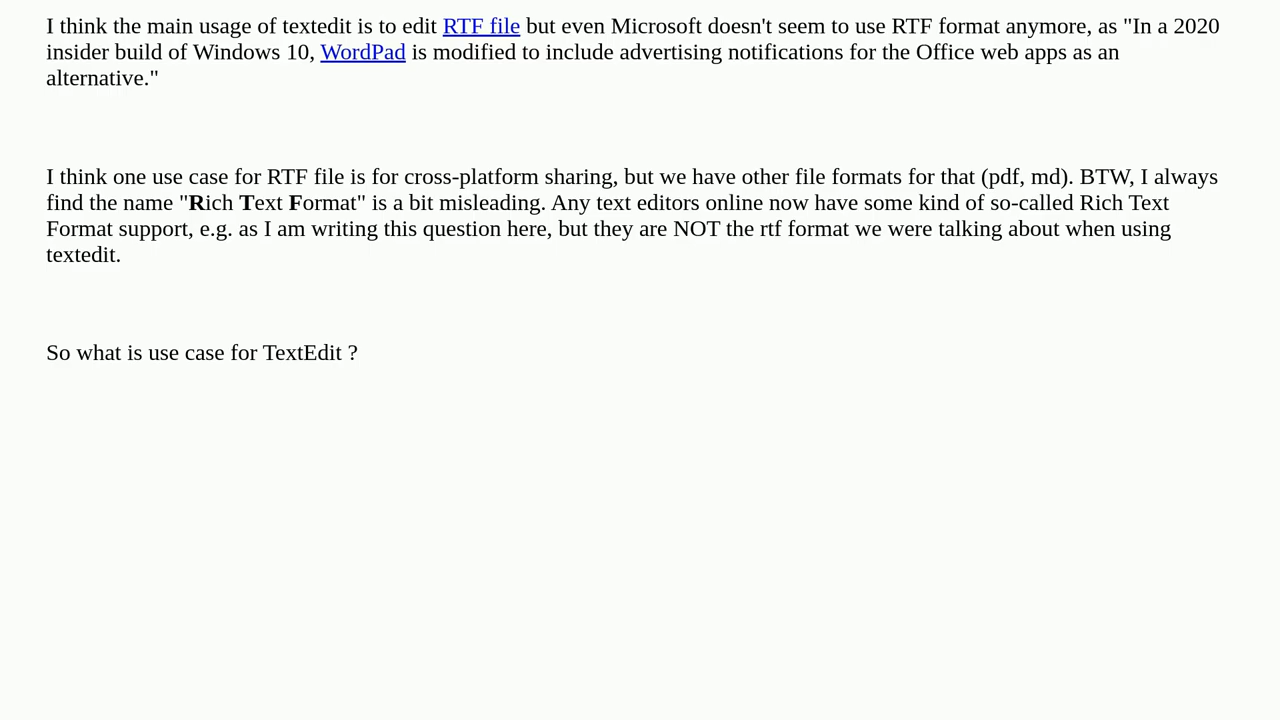 I think the main usage of textedit is to edit RTF file but even Microsoft doesn't seem to use RTF format anymore, as "In a 2020
insider build of Windows 10, WordPad is modified to include advertising notifications for the Office web apps as an
alternative."
I think one use case for RTF file is for cross-platform sharing, but we have other file formats for that (pdf, md). BTW, I always
find the name "Rich Text Format" is a bit misleading. Any text editors online now have some kind of so-called Rich Text
Format support, e.g. as I am writing this question here, but they are NOT the rtf format we were talking about when using
textedit.
So what is use case for TextEdit ?